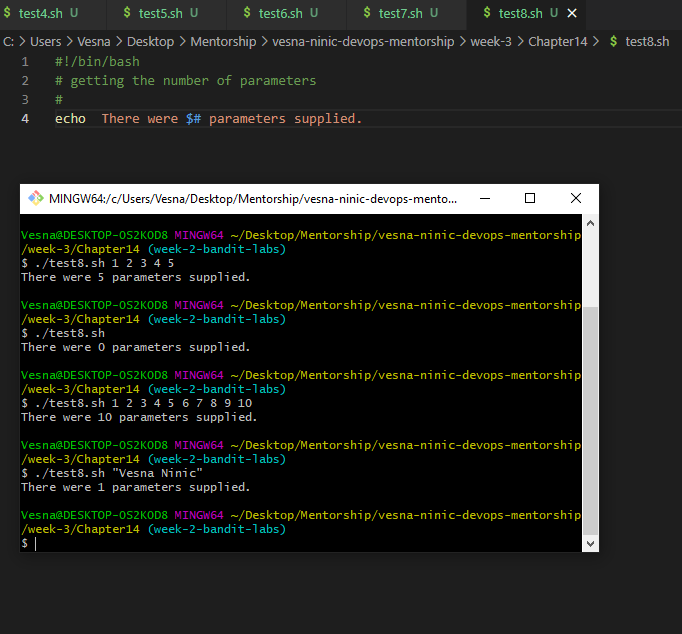 $ test4.sh U $ test5.sh U $ test6.sh U $ test7.sh U $ test8.sh U
C: > Users > Vesna > Desktop > Mentorship > vesna-ninic-devops-mentorship > week-3 > Chapter14 > $ test8.sh
1 #!/bin/bash
2 # getting the number of parameters
3 #
4 echo  There were $# parameters supplied.
MINGW64:/c/Users/Vesna/Desktop/Mentorship/vesna-ninic-devops-mento...
Vesna@DESKTOP-OS2KOD8 MINGW64 ~/Desktop/Mentorship/vesna-ninic-devops-mentorship
/week-3/Chapter14 (week-2-bandit-labs)
$ ./test8.sh 1 2 3 4 5
There were 5 parameters supplied.
Vesna@DESKTOP-OS2KOD8 MINGW64 ~/Desktop/Mentorship/vesna-ninic-devops-mentorship
/week-3/Chapter14 (week-2-bandit-labs)
$ ./test8.sh
There were 0 parameters supplied.
Vesna@DESKTOP-OS2KOD8 MINGW64 ~/Desktop/Mentorship/vesna-ninic-devops-mentorship
/week-3/Chapter14 (week-2-bandit-labs)
$ ./test8.sh 1 2 3 4 5 6 7 8 9 10
There were 10 parameters supplied.
Vesna@DESKTOP-OS2KOD8 MINGW64 ~/Desktop/Mentorship/vesna-ninic-devops-mentorship
/week-3/Chapter14 (week-2-bandit-labs)
$ ./test8.sh "Vesna Ninic"
There were 1 parameters supplied.
Vesna@DESKTOP-OS2KOD8 MINGW64 ~/Desktop/Mentorship/vesna-ninic-devops-mentorship
/week-3/Chapter14 (week-2-bandit-labs)
$